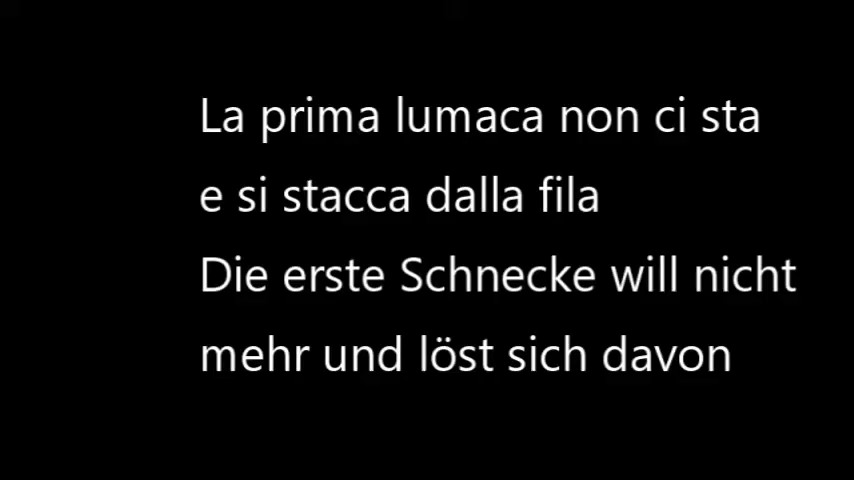 La prima lumaca non ci sta
e si stacca dalla fila
Die erste Schnecke will nicht
mehr und löst sich davon